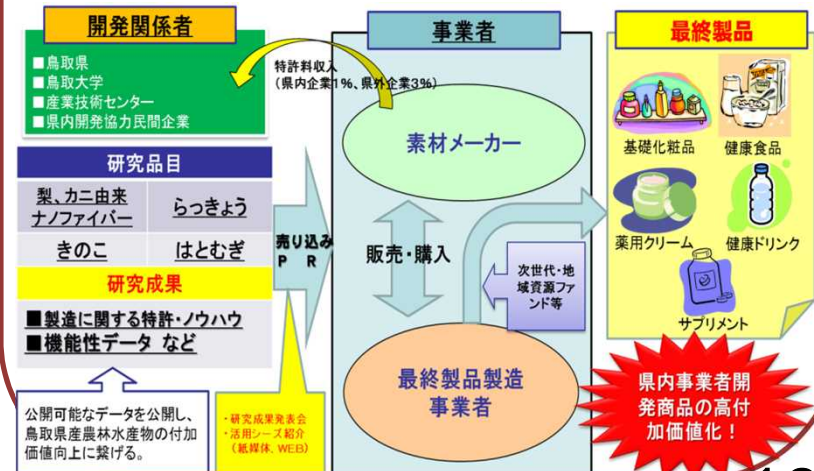 開発関係者
■鳥取県
■鳥取大学
■産業技術センター
■県内開発協力民間企業
研究品目
梨、カニ由来
ナノファイバー
らっきょう
きのこ
はとむぎ
研究成果
■製造に関する特許・ノウハウ
■機能性データ など
公開可能なデータを公開し、
鳥取県産農林水産物の付加
価値向上に繋げる。
特許料収入
（県内企業1％、県外企業3％）
売り込み
P R
・研究成果発表会
・活用シーズ紹介
（紙媒体、WEB）
事業者
素材メーカー
販売・購入
次世代・地
域資源ファ
ンド等
最終製品製造
事業者
最終製品
基礎化粧品
健康食品
薬用クリーム
健康ドリンク
サプリメント
県内事業者開
発商品の高付
加価値化！